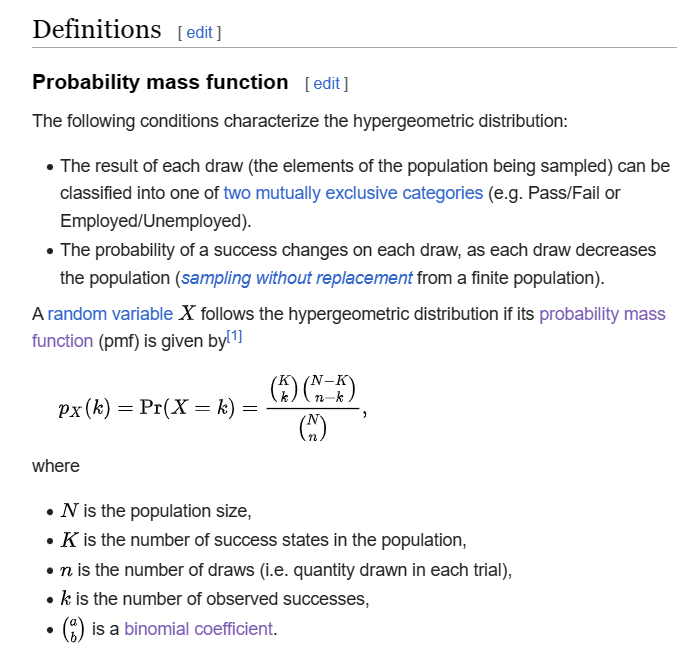 Definitions [ edit ]
Probability mass function [ edit ]
The following conditions characterize the hypergeometric distribution:
• The result of each draw (the elements of the population being sampled) can be
classified into one of two mutually exclusive categories (e.g. Pass/Fail or
Employed/Unemployed).
• The probability of a success changes on each draw, as each draw decreases
the population (sampling without replacement from a finite population).
A random variable X follows the hypergeometric distribution if its probability mass
function (pmf) is given by[1]
p_X(k) = Pr(X = k) = \frac{\binom{K}{k}\binom{N-K}{n-k}}{\binom{N}{n}},
where
• N is the population size,
• K is the number of success states in the population,
• n is the number of draws (i.e. quantity drawn in each trial),
• k is the number of observed successes,
• \binom{a}{b} is a binomial coefficient.